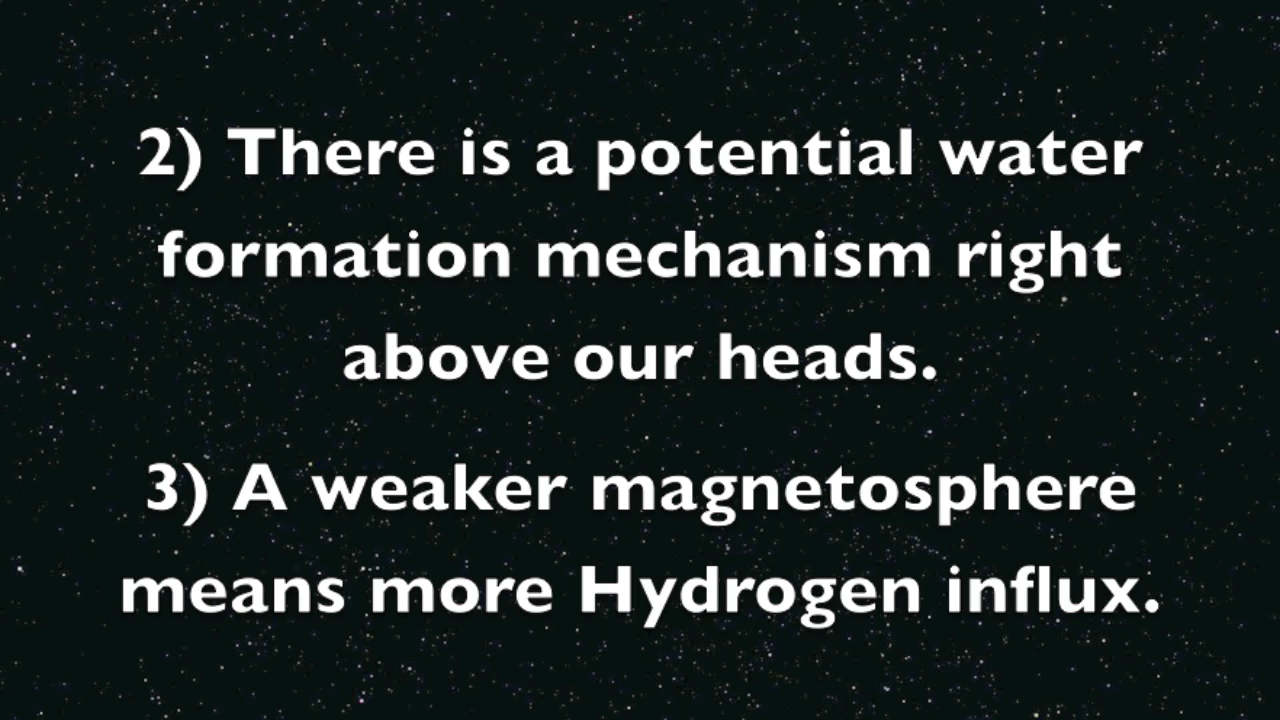 2) There is a potential water
formation mechanism right
above our heads.
3) A weaker magnetosphere
means more Hydrogen influx.